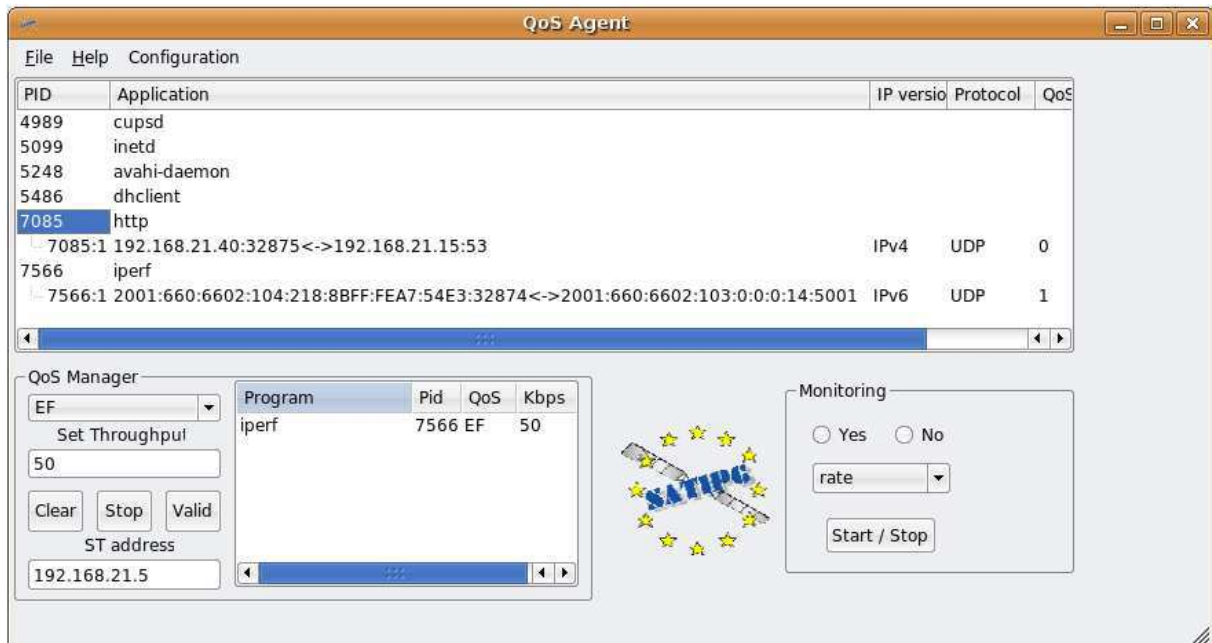 QoS Agent
File Help Configuration
PID Application IP versio Protocol QoS
4989 cupsd
5099 inetd
5248 avahi-daemon
5486 dhclient
7085 http
7085:1 192.168.21.40:32875<->192.168.21.15:53 IPv4 UDP 0
7566 iperf
7566:1 2001:660:6602:104:218:8BFF:FEA7:54E3:32874<->2001:660:6602:103:0:0:0:14:5001 IPv6 UDP 1
QoS Manager
EF
Set Throughput
50
Clear Stop Valid
ST address
192.168.21.5
Program Pid QoS Kbps
iperf 7566 EF 50
SATIP6
Monitoring
Yes No
rate
Start / Stop